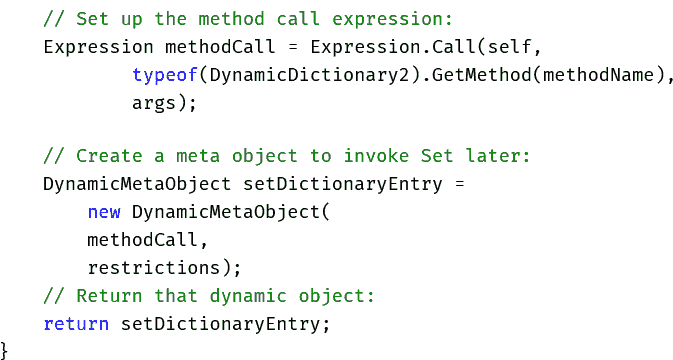 // Set up the method call expression:
Expression methodCall = Expression.Call(self,
typeof(DynamicDictionary2).GetMethod(methodName),
args);
// Create a meta object to invoke Set later:
DynamicMetaObject setDictionaryEntry =
new DynamicMetaObject(
methodCall,
restrictions);
// Return that dynamic object:
return setDictionaryEntry;
}